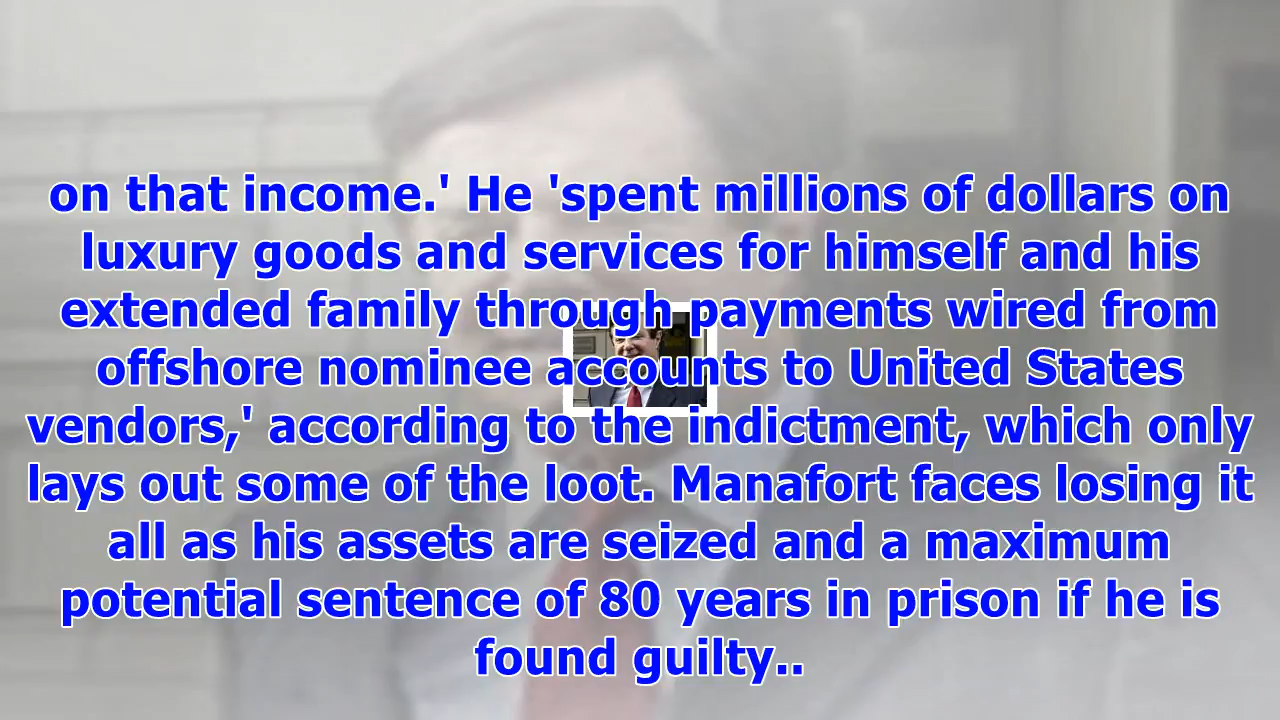 on that income.' He 'spent millions of dollars on
luxury goods and services for himself and his
extended family through payments wired from
offshore nominee accounts to United States
vendors,' according to the indictment, which only
lays out some of the loot. Manafort faces losing it
all as his assets are seized and a maximum
potential sentence of 80 years in prison if he is
found guilty..